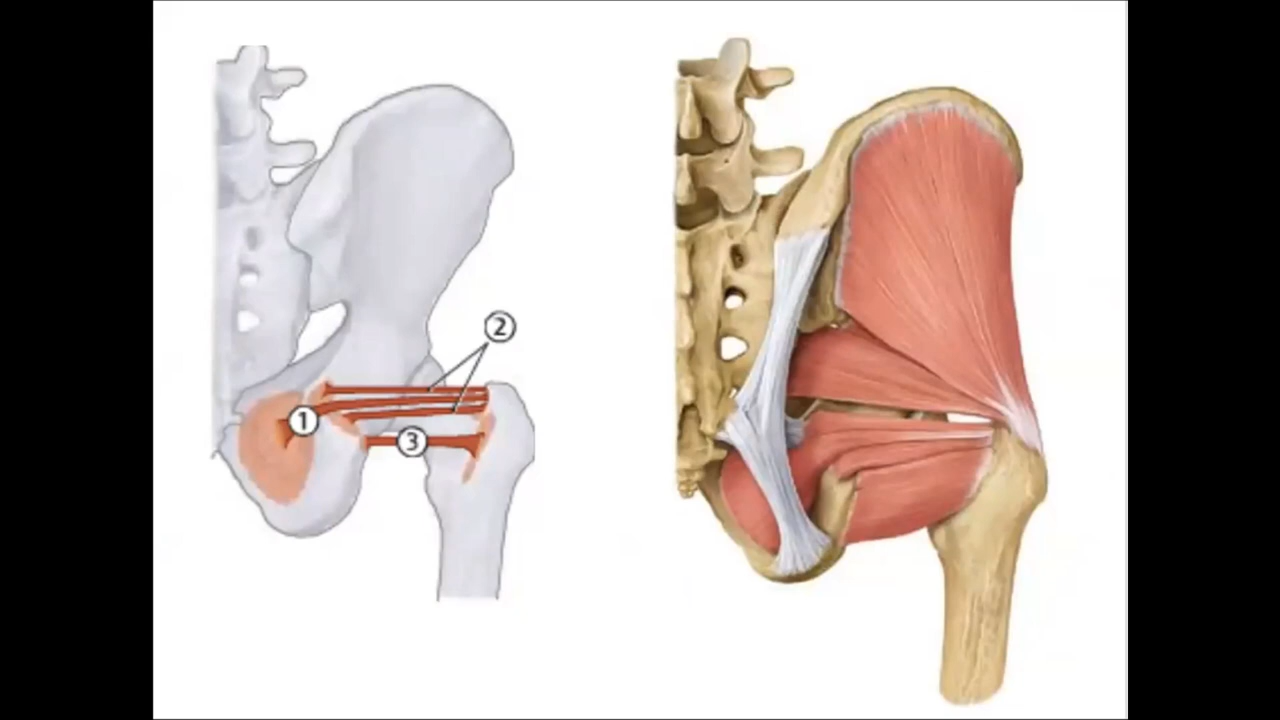 ②
①
③